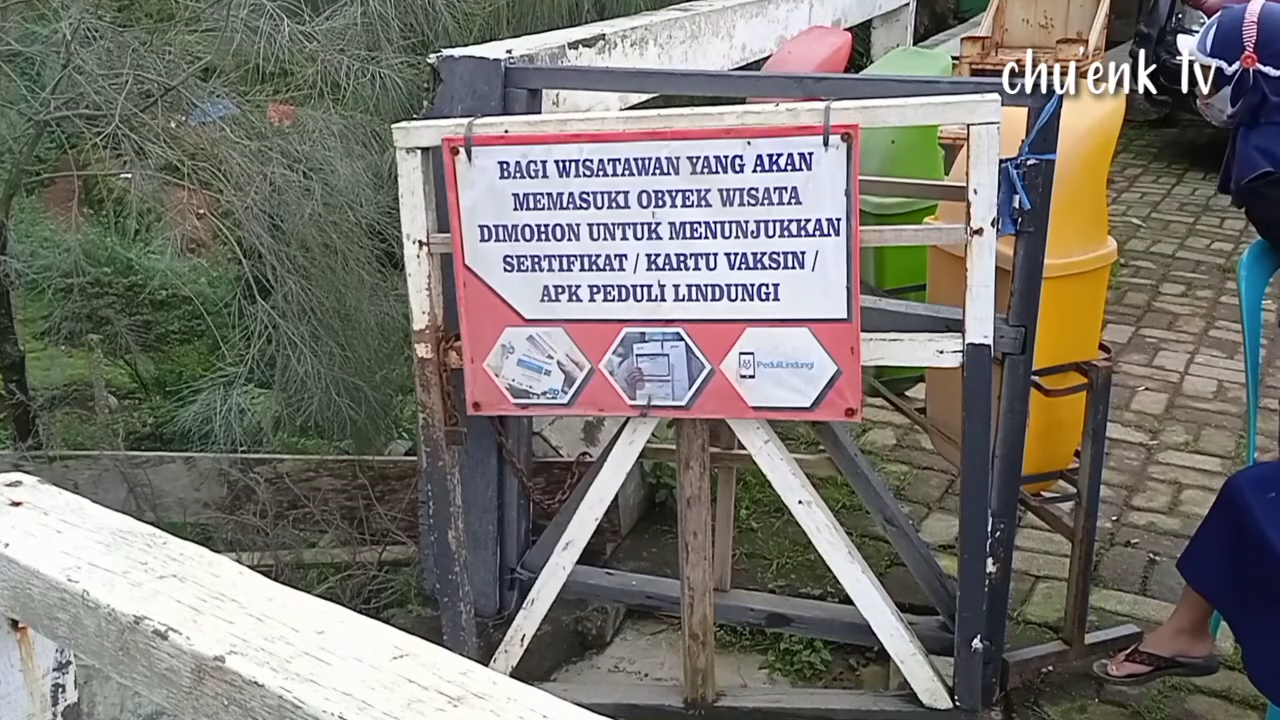 chu'enk tv
BAGI WISATAWAN YANG AKAN
MEMASUKI OBYEK WISATA
DIMOHON UNTUK MENUNJUKKAN
SERTIFIKAT / KARTU VAKSIN /
APK PEDULI LINDUNGI
PeduliLindungi